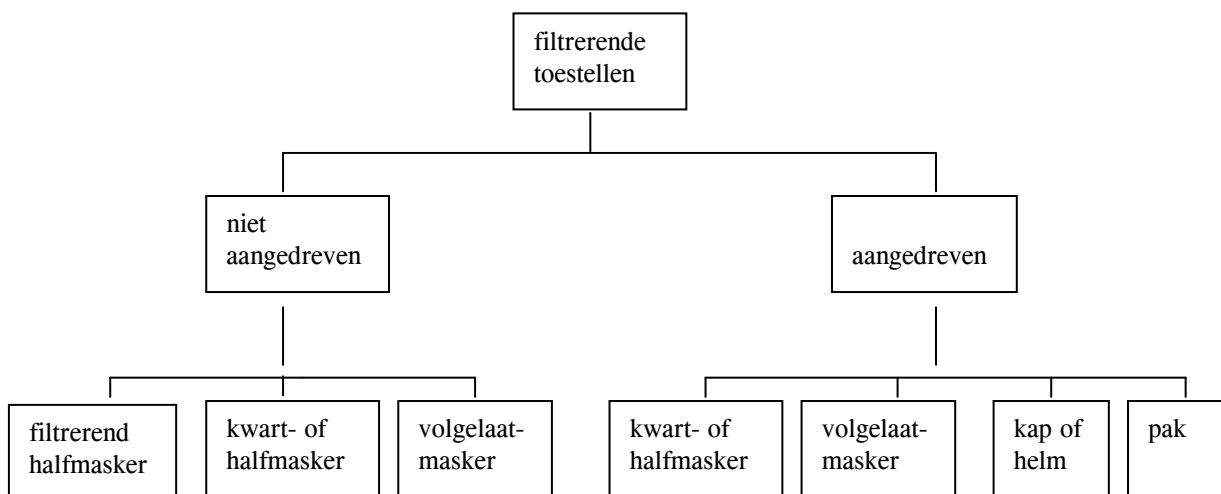 filtrerende
toestellen
niet
aangedreven
aangedreven
filtrerend
halfmasker
kwart- of
halfmasker
volgelaat-
masker
kwart- of
halfmasker
volgelaat-
masker
kap of
helm
pak